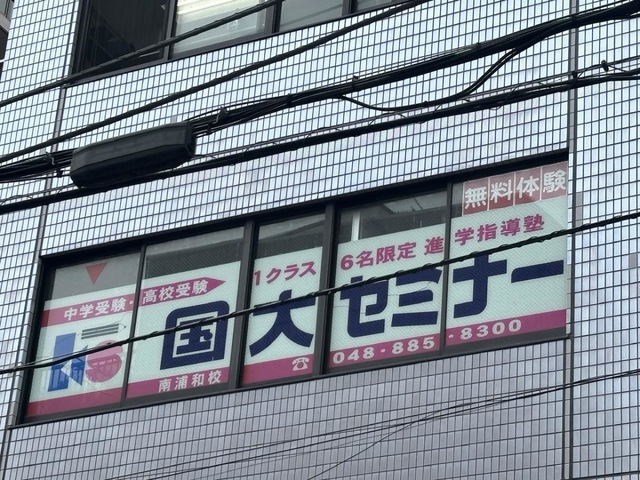 無料体験
1クラス 6名限定 進学指導塾
中学受験・高校受験
国大セミナー
南浦和校
☎048-885-8300